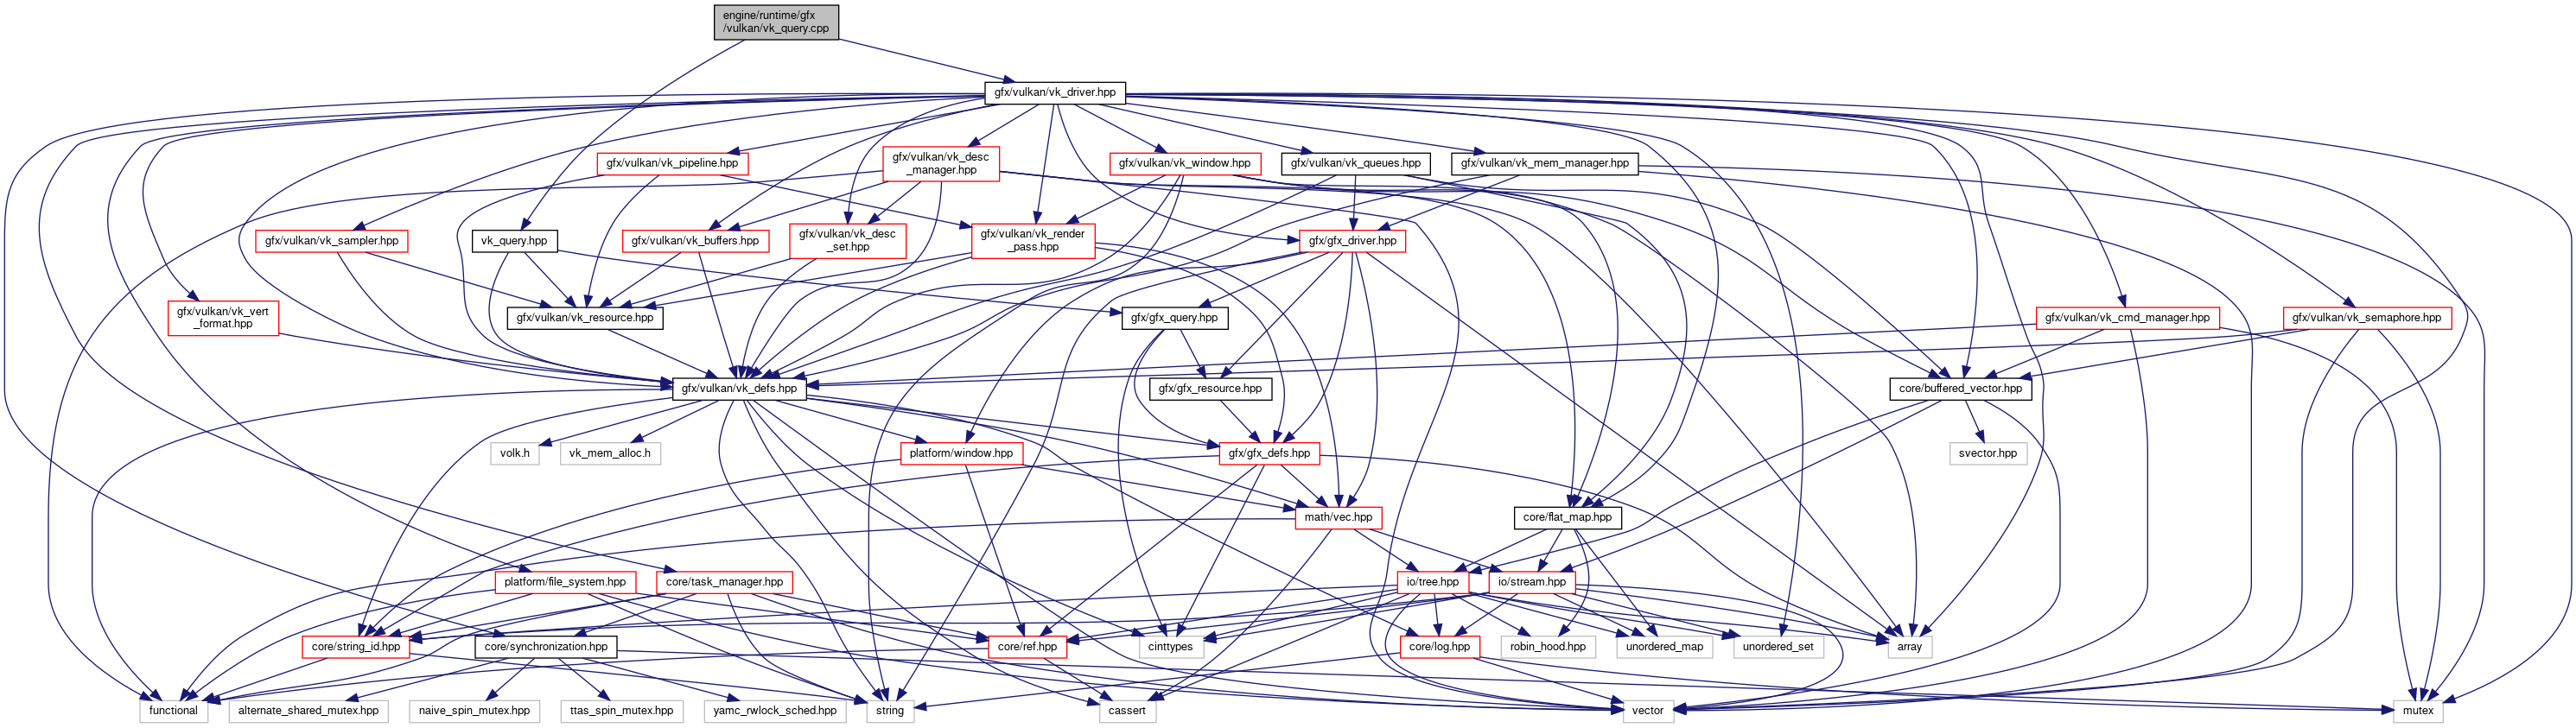 engine/runtime/gfx
/vulkan/vk_query.cpp
gfx/vulkan/vk_driver.hpp
gfx/vulkan/vk_pipeline.hpp
gfx/vulkan/vk_desc
_manager.hpp
gfx/vulkan/vk_window.hpp
gfx/vulkan/vk_queues.hpp
gfx/vulkan/vk_mem_manager.hpp
gfx/vulkan/vk_sampler.hpp
vk_query.hpp
gfx/vulkan/vk_buffers.hpp
gfx/vulkan/vk_desc
_set.hpp
gfx/vulkan/vk_render
_pass.hpp
gfx/gfx_driver.hpp
gfx/vulkan/vk_vert
_format.hpp
gfx/vulkan/vk_resource.hpp
gfx/gfx_query.hpp
gfx/vulkan/vk_cmd_manager.hpp
gfx/vulkan/vk_semaphore.hpp
gfx/vulkan/vk_defs.hpp
gfx/gfx_resource.hpp
core/buffered_vector.hpp
volk.h
vk_mem_alloc.h
platform/window.hpp
gfx/gfx_defs.hpp
svector.hpp
math/vec.hpp
core/flat_map.hpp
platform/file_system.hpp
core/task_manager.hpp
io/tree.hpp
io/stream.hpp
core/string_id.hpp
core/synchronization.hpp
core/ref.hpp
cinttypes
core/log.hpp
robin_hood.hpp
unordered_map
unordered_set
array
functional
alternate_shared_mutex.hpp
naive_spin_mutex.hpp
ttas_spin_mutex.hpp
yamc_rwlock_sched.hpp
string
cassert
vector
mutex